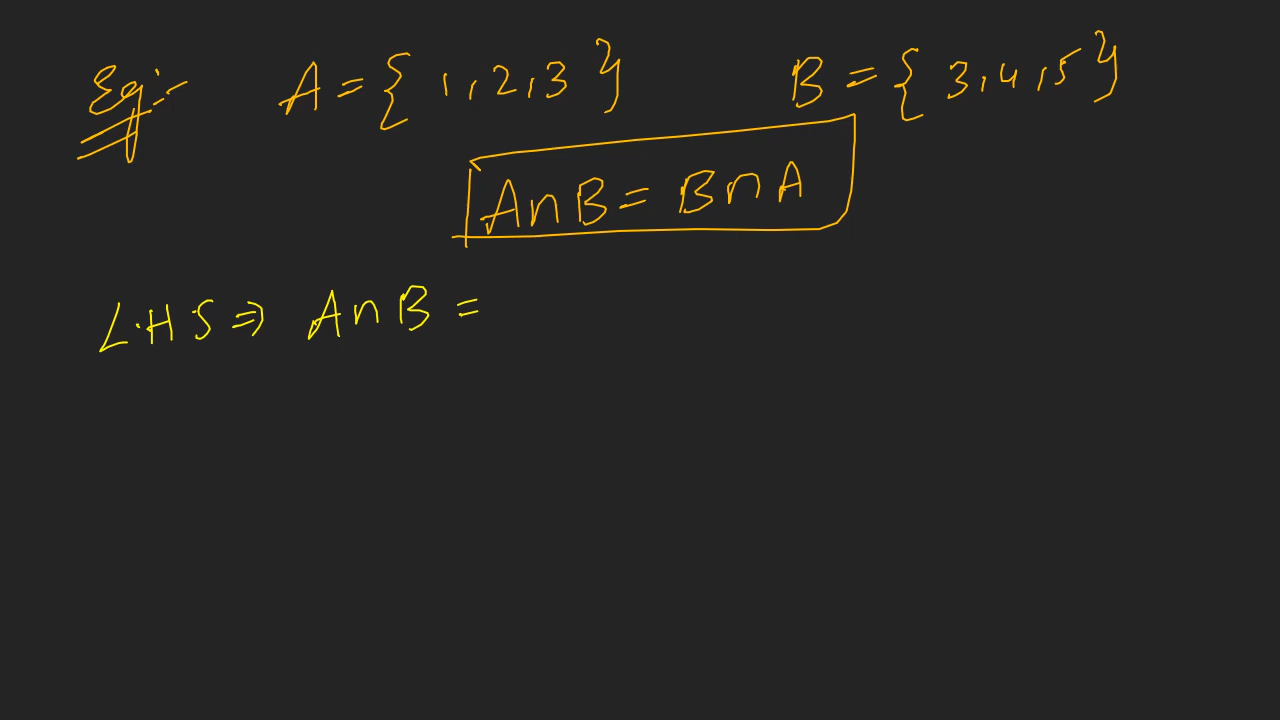 Eg:- A = { 1, 2, 3 } B = { 3, 4, 5 }
A∩B = B∩A
L.H S ⇒ A∩B =